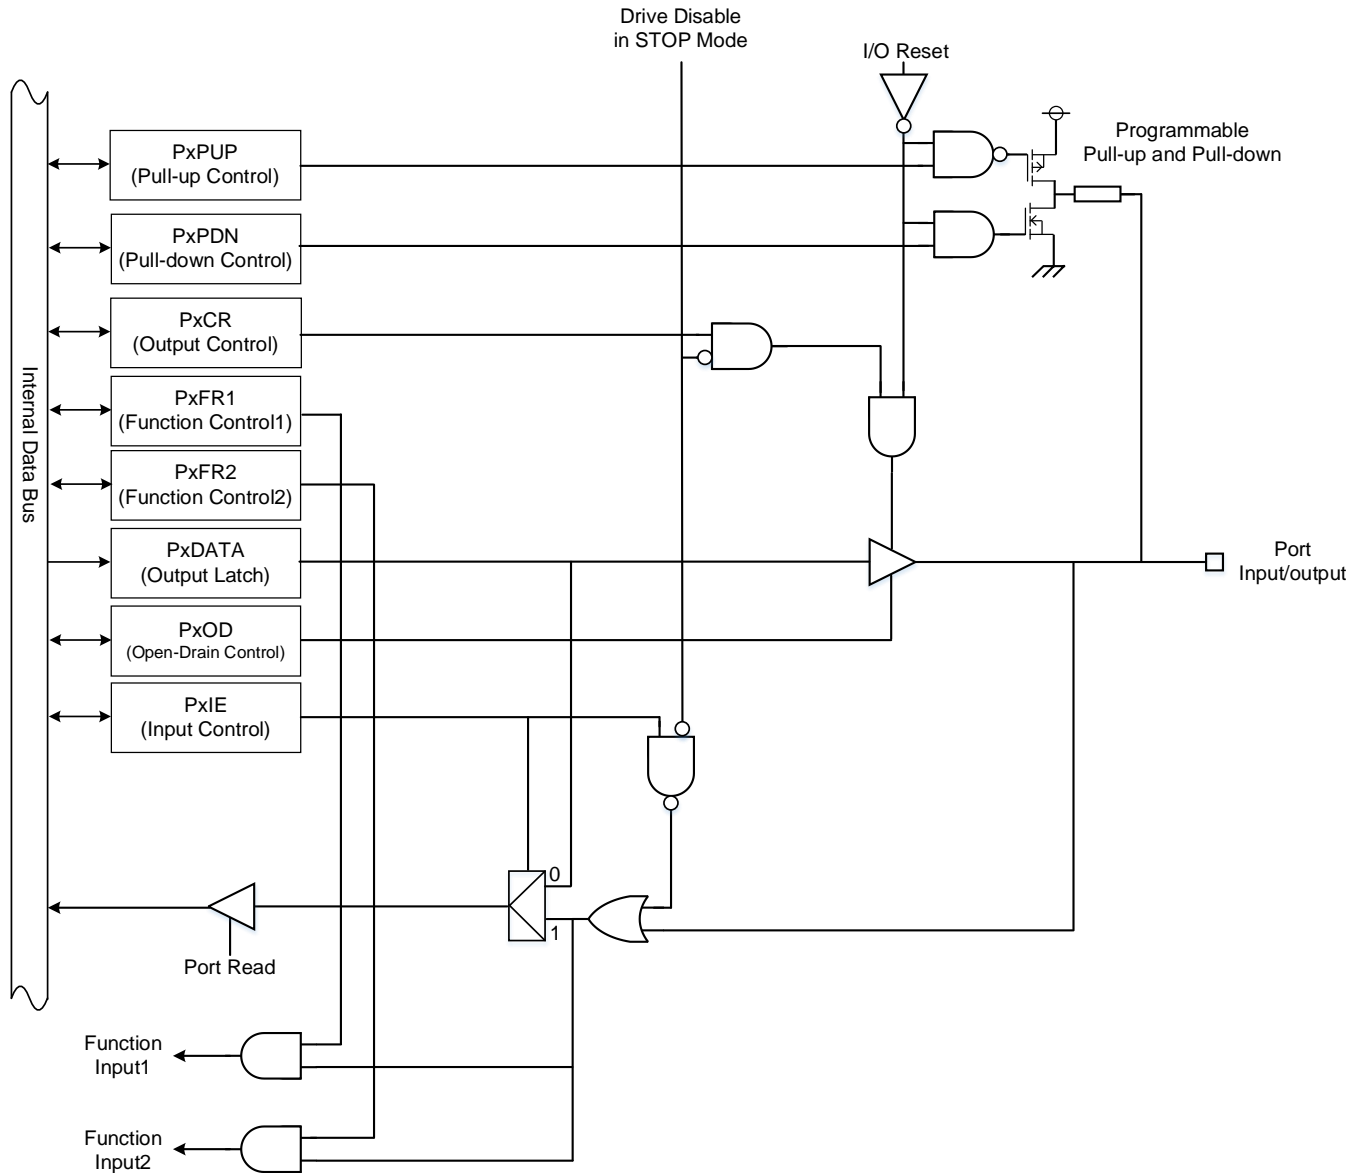 Drive Disable
in STOP Mode
I/O Reset
Programmable
Pull-up and Pull-down
PxPUP
(Pull-up Control)
PxPDN
(Pull-down Control)
PxCR
(Output Control)
PxFR1
(Function Control1)
PxFR2
(Function Control2)
PxDATA
(Output Latch)
PxOD
(Open-Drain Control)
PxIE
(Input Control)
Internal Data Bus
Port
Input/output
0
1
Port Read
Function
Input1
Function
Input2